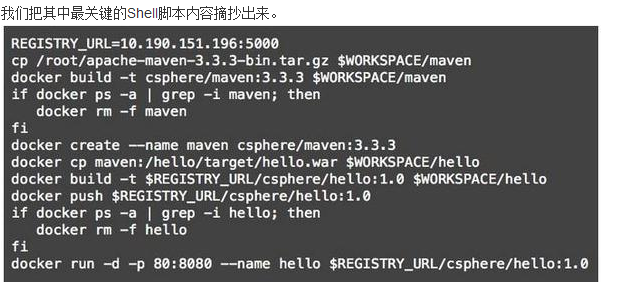 我们把其中最关键的Shell脚本内容摘抄出来。
REGISTRY_URL=10.190.151.196:5000
cp /root/apache-maven-3.3.3-bin.tar.gz $WORKSPACE/maven
docker build -t csphere/maven:3.3.3 $WORKSPACE/maven
if docker ps -a | grep -i maven; then
   docker rm -f maven
fi
docker create --name maven csphere/maven:3.3.3
docker cp maven:/hello/target/hello.war $WORKSPACE/hello
docker build -t $REGISTRY_URL/csphere/hello:1.0 $WORKSPACE/hello
docker push $REGISTRY_URL/csphere/hello:1.0
if docker ps -a | grep -i hello; then
   docker rm -f hello
fi
docker run -d -p 80:8080 --name hello $REGISTRY_URL/csphere/hello:1.0